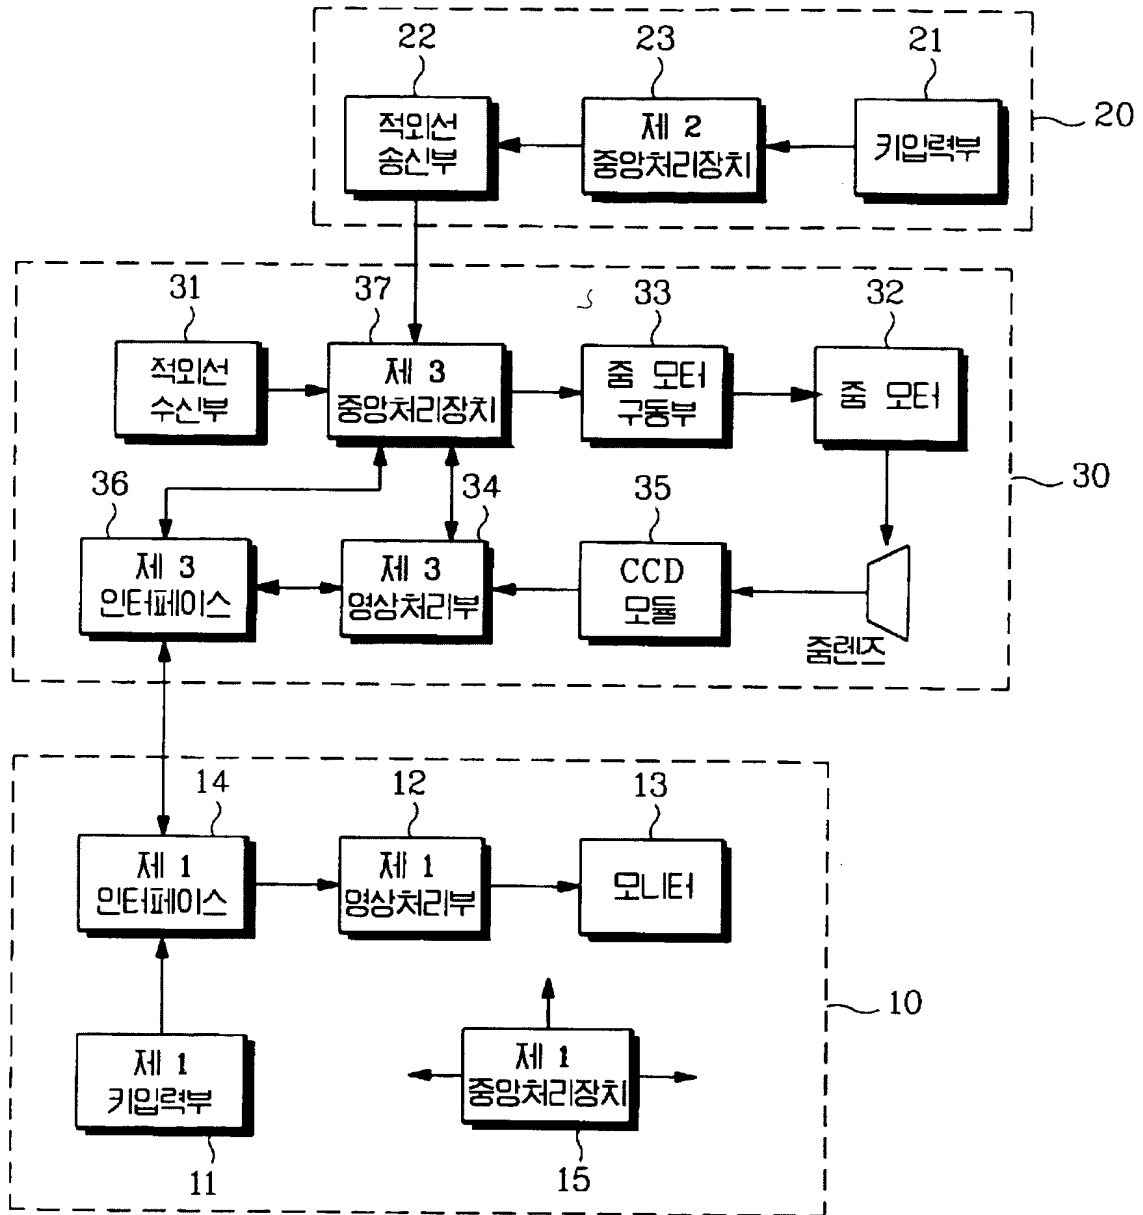 22
23
21
20
적외선
송신부
제 2
중앙처리장치
키입력부
31
37
33
32
적외선
수신부
제 3
중앙처리장치
줌 모터
구동부
줌 모터
36
34
35
30
제 3
인터페이스
제 3
영상처리부
CCD
모듈
줌렌즈
14
12
13
제 1
인터페이스
제 1
영상처리부
모니터
10
제 1
키입력부
제 1
중앙처리장치
11
15